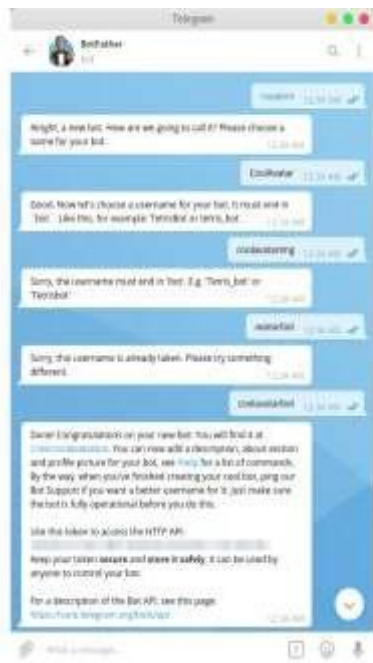 Telegram
BotFather
bot
/newbot 12:34 AM
Alright, a new bot. How are we going to call it? Please choose a
name for your bot.
CoolAvatar
Good. Now let's choose a username for your bot. It must end in
`bot`. Like this, for example: TetrisBot or tetris_bot.
Sorry, the username must end in 'bot'. E.g. 'Tetris_bot' or
'Tetrisbot'
avatarbot
Sorry, this username is already taken. Please try something
different.
coolavatarbot
Done! Congratulations on your new bot. You will find it at
You can now add a description, about section
and profile picture for your bot, see /help for a list of commands.
By the way, when you've finished creating your cool bot, ping our
Bot Support if you want a better username for it. Just make sure
the bot is fully operational before you do this.
Use this token to access the HTTP API:
Keep your token secure and store it safely, it can be used by
anyone to control your bot.
For a description of the Bot API, see this page:
https://core.telegram.org/bots/api
Write a message...